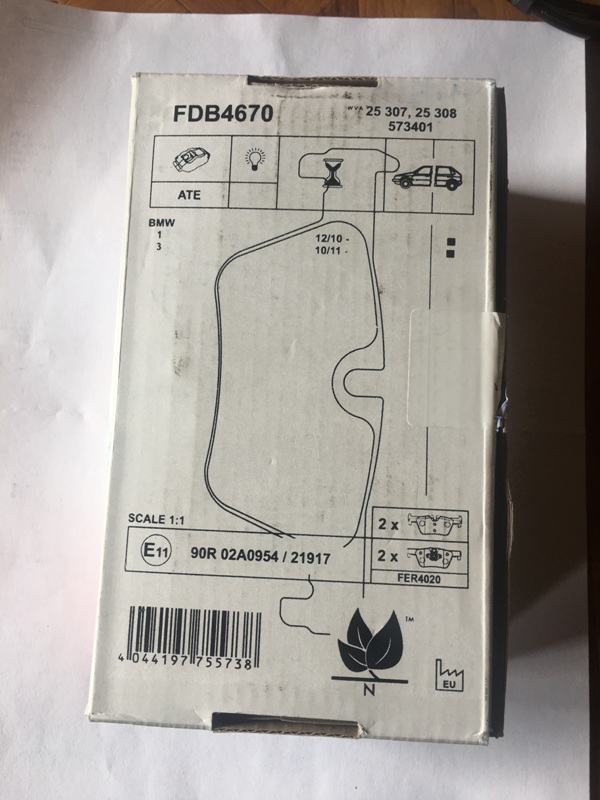 FDB4670
WVA 25 307, 25 308
573401
ATE
BMW
1 12/10 -
3 10/11 -
SCALE 1:1
E11 90R 02A0954 / 21917
2 x
2 x
FER4020
4 044197 755738
TM
N
EU